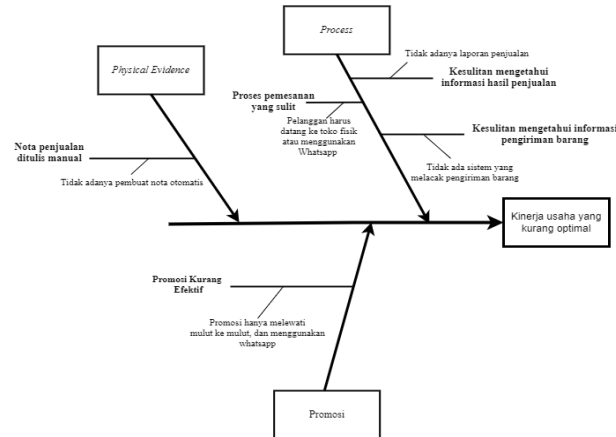 Process
Physical Evidence
Tidak adanya laporan penjualan
Kesulitan mengetahui
informasi hasil penjualan
Proses pemesanan
yang sulit
Pelanggan harus
datang ke toko fisik
atau menggunakan
Whatsapp
Kesulitan mengetahui informasi
pengiriman barang
Tidak ada sistem yang
melacak pengiriman barang
Nota penjualan
ditulis manual
Tidak adanya pembuat nota otomatis
Kinerja usaha yang
kurang optimal
Promosi Kurang
Efektif
Promosi hanya melewati
mulut ke mulut, dan menggunakan
whatsapp
Promosi